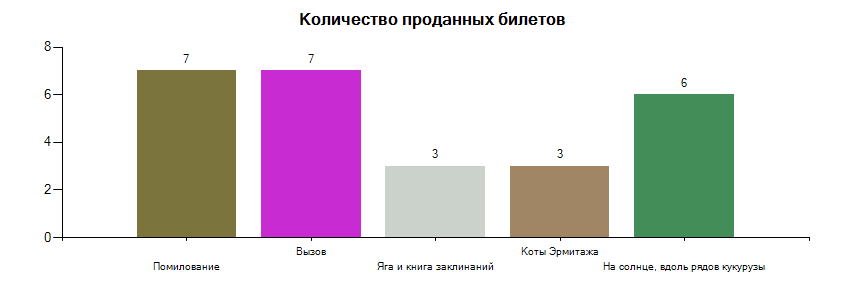 Количество проданных билетов
8
7
7
6
6
4
3
3
2
0
Вызов
Коты Эрмитажа
Помилование
Яга и книга заклинаний
На солнце, вдоль рядов кукурузы